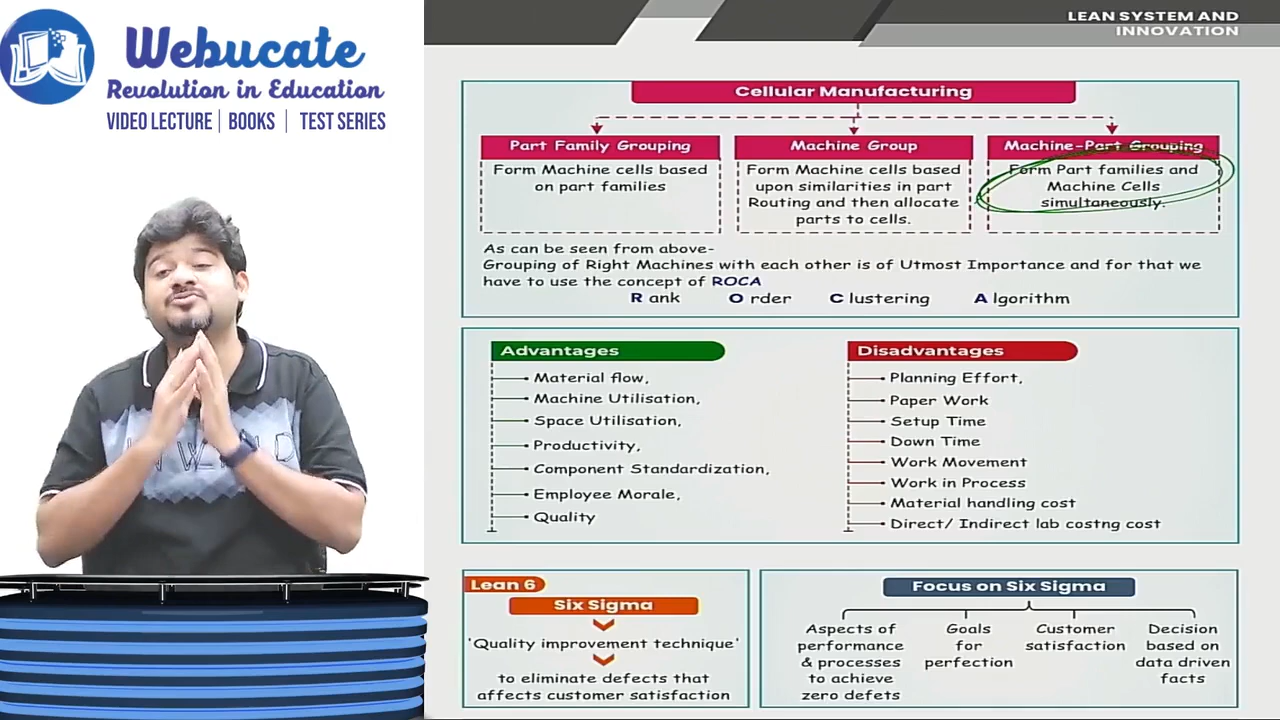 Webucate
Revolution in Education
VIDEO LECTURE | BOOKS | TEST SERIES
LEAN SYSTEM AND
INNOVATION
Cellular Manufacturing
Part Family Grouping
Form Machine cells based
on part families
Machine Group
Form Machine cells based
upon similarities in part
Routing and then allocate
parts to cells.
Machine-Part Grouping
Form Part families and
Machine Cells
simultaneously.
As can be seen from above-
Grouping of Right Machines with each other is of Utmost Importance and for that we
have to use the concept of ROCA
R ank O rder C lustering A lgorithm
Advantages
Material flow,
Machine Utilisation,
Space Utilisation,
Productivity,
Component Standardization,
Employee Morale,
Quality
Disadvantages
Planning Effort,
Paper Work
Setup Time
Down Time
Work Movement
Work in Process
Material handling cost
Direct/ Indirect lab costng cost
Lean 6
Six Sigma
'Quality improvement technique'
to eliminate defects that
affects customer satisfaction
Focus on Six Sigma
Aspects of
performance
& processes
to achieve
zero defets
Goals
for
perfection
Customer
satisfaction
Decision
based on
data driven
facts